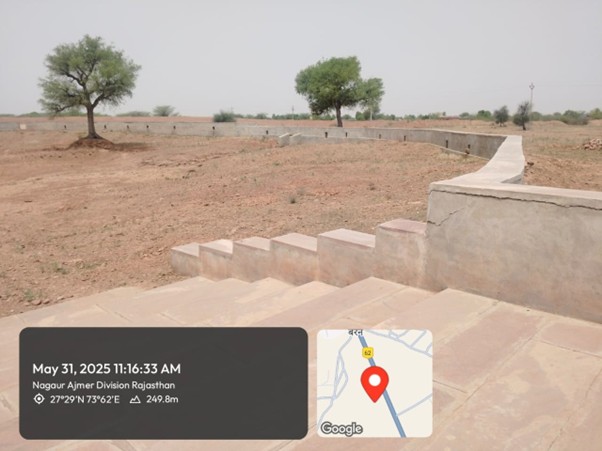 बरन
62
May 31, 2025 11:16:33 AM
Nagaur Ajmer Division Rajasthan
27°29'N 73°62'E 249.8m
Google